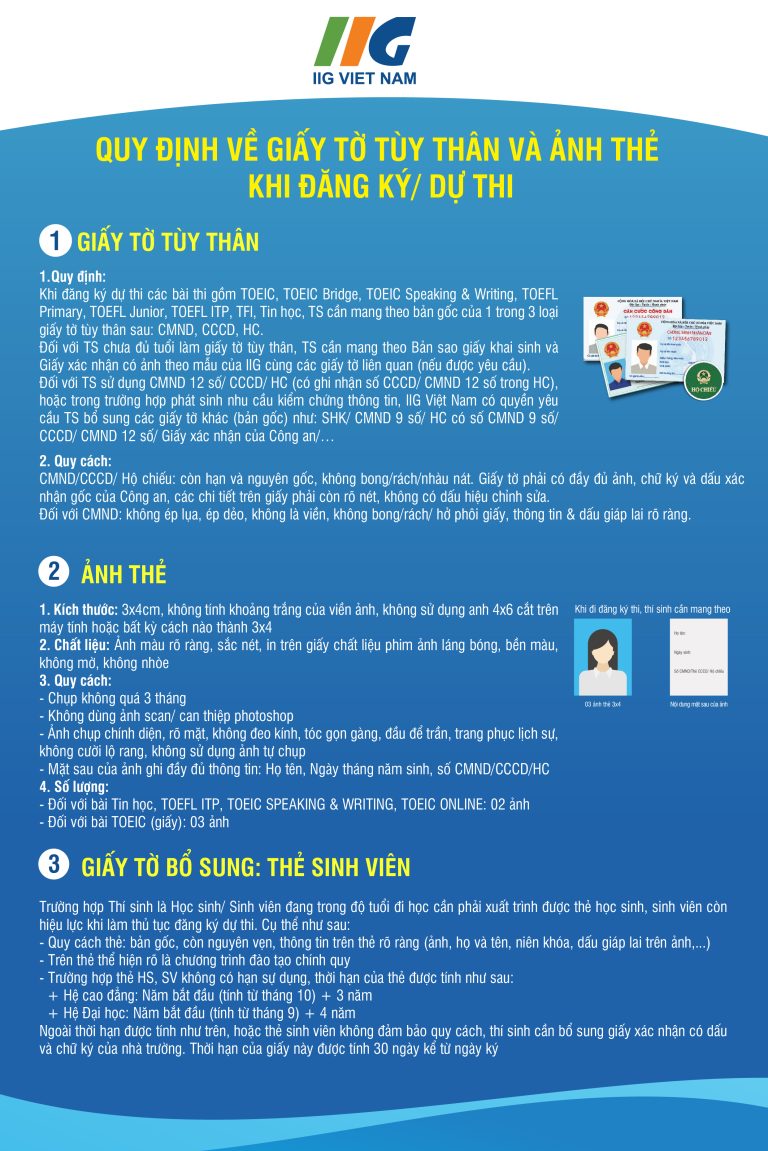 IIG VIET NAM
QUY ĐỊNH VỀ GIẤY TỜ TÙY THÂN VÀ ẢNH THẺ
KHI ĐĂNG KÝ/ DỰ THI
1 GIẤY TỜ TÙY THÂN
1.Quy định:
Khi đăng ký dự thi các bài thi gồm TOEIC, TOEIC Bridge, TOEIC Speaking & Writing, TOEFL
Primary, TOEFL Junior, TOEFL ITP, TFI, Tin học, TS cần mang theo bản gốc của 1 trong 3 loại
giấy tờ tùy thân sau: CMND, CCCD, HC.
Đối với TS chưa đủ tuổi làm giấy tờ tùy thân, TS cần mang theo Bản sao giấy khai sinh và
Giấy xác nhận có ảnh theo mẫu của IIG cùng các giấy tờ liên quan (nếu được yêu cầu).
Đối với TS sử dụng CMND 12 số/ CCCD/ HC (có ghi nhận số CCCD/ CMND 12 số trong HC),
hoặc trong trường hợp phát sinh nhu cầu kiểm chứng thông tin, IIG Việt Nam có quyền yêu
cầu TS bổ sung các giấy tờ khác (bản gốc) như: SHK/ CMND 9 số/ HC có số CMND 9 số/
CCCD/ CMND 12 số/ Giấy xác nhận của Công an/…
CĂN CƯỚC CÔNG DÂN
CHỨNG MINH NHÂN DÂN
HỘ CHIẾU
2. Quy cách:
CMND/CCCD/ Hộ chiếu: còn hạn và nguyên gốc, không bong/rách/nhàu nát. Giấy tờ phải có đầy đủ ảnh, chữ ký và dấu xác
nhận gốc của Công an, các chi tiết trên giấy phải còn rõ nét, không có dấu hiệu chỉnh sửa.
Đối với CMND: không ép lụa, ép dẻo, không là viền, không bong/rách/ hở phôi giấy, thông tin & dấu giáp lai rõ ràng.
2 ẢNH THẺ
1. Kích thước: 3x4cm, không tính khoảng trắng của viền ảnh, không sử dụng anh 4x6 cắt trên
máy tính hoặc bất kỳ cách nào thành 3x4
2. Chất liệu: Ảnh màu rõ ràng, sắc nét, in trên giấy chất liệu phim ảnh láng bóng, bền màu,
không mờ, không nhòe
3. Quy cách:
- Chụp không quá 3 tháng
- Không dùng ảnh scan/ can thiệp photoshop
- Ảnh chụp chính diện, rõ mặt, không đeo kính, tóc gọn gàng, đầu để trần, trang phục lịch sự,
không cười lộ rang, không sử dụng ảnh tự chụp
- Mặt sau của ảnh ghi đầy đủ thông tin: Họ tên, Ngày tháng năm sinh, số CMND/CCCD/HC
4. Số lượng:
- Đối với bài Tin học, TOEFL ITP, TOEIC SPEAKING & WRITING, TOEIC ONLINE: 02 ảnh
- Đối với bài TOEIC (giấy): 03 ảnh
Khi đi đăng ký thi, thí sinh cần mang theo
Họ tên:
Ngày sinh:
Số CMND/Thẻ CCCD/ Hộ chiếu
03 ảnh thẻ 3x4
Nội dung mặt sau của ảnh
3 GIẤY TỜ BỔ SUNG: THẺ SINH VIÊN
Trường hợp Thí sinh là Học sinh/ Sinh viên đang trong độ tuổi đi học cần phải xuất trình được thẻ học sinh, sinh viên còn
hiệu lực khi làm thủ tục đăng ký dự thi. Cụ thể như sau:
- Quy cách thẻ: bản gốc, còn nguyên vẹn, thông tin trên thẻ rõ ràng (ảnh, họ và tên, niên khóa, dấu giáp lai trên ảnh,...)
- Trên thẻ thể hiện rõ là chương trình đào tạo chính quy
- Trường hợp thẻ HS, SV không có hạn sự dụng, thời hạn của thẻ được tính như sau:
+ Hệ cao đẳng: Năm bắt đầu (tính từ tháng 10) + 3 năm
+ Hệ Đại học: Năm bắt đầu (tính từ tháng 9) + 4 năm
Ngoài thời hạn được tính như trên, hoặc thẻ sinh viên không đảm bảo quy cách, thí sinh cần bổ sung giấy xác nhận có dấu
và chữ ký của nhà trường. Thời hạn của giấy này được tính 30 ngày kể từ ngày ký